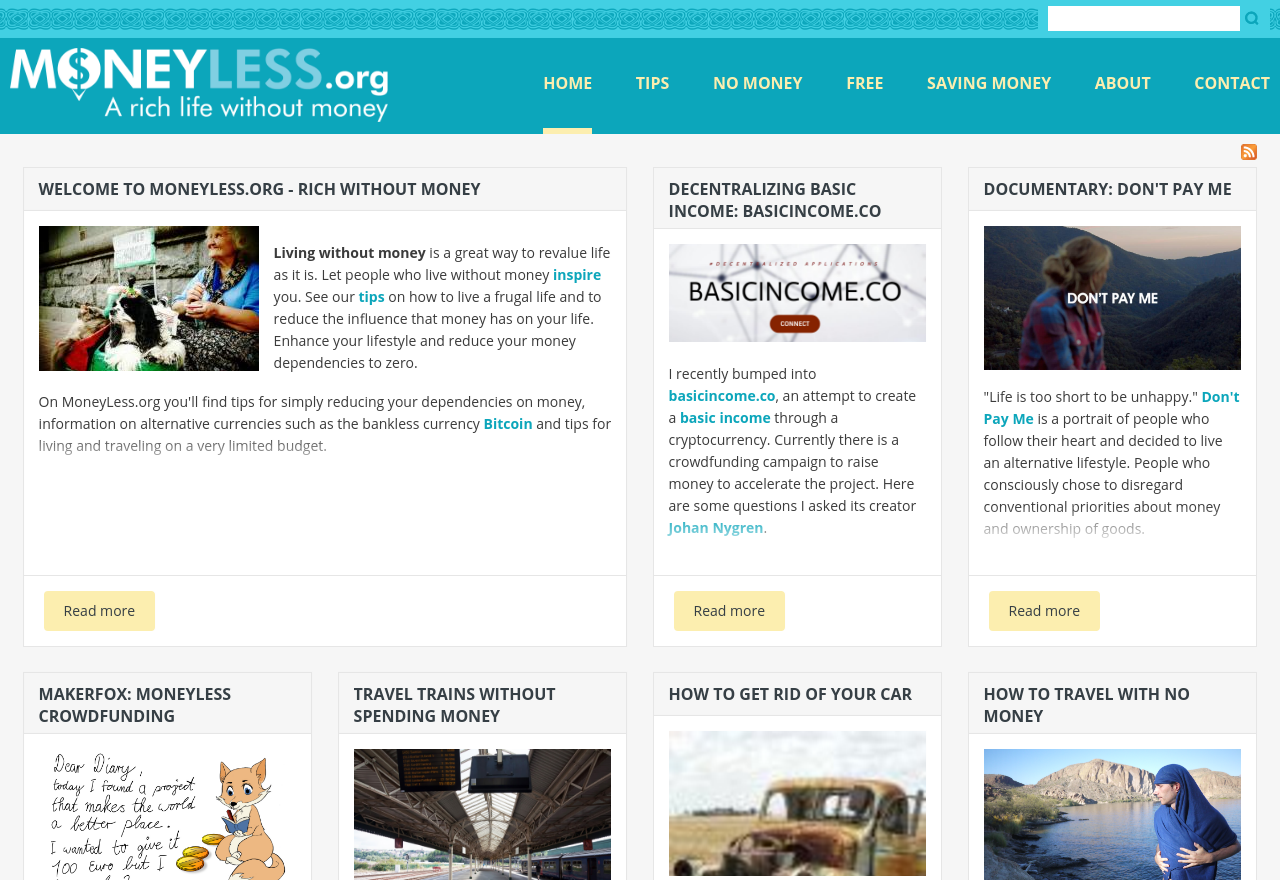 MONEYLESS.org
A rich life without money
HOME
TIPS
NO MONEY
FREE
SAVING MONEY
ABOUT
CONTACT
WELCOME TO MONEYLESS.ORG - RICH WITHOUT MONEY
Living without money is a great way to revalue life
as it is. Let people who live without money inspire
you. See our tips on how to live a frugal life and to
reduce the influence that money has on your life.
Enhance your lifestyle and reduce your money
dependencies to zero.
On MoneyLess.org you'll find tips for simply reducing your dependencies on money,
information on alternative currencies such as the bankless currency Bitcoin and tips for
living and traveling on a very limited budget.
Read more
DECENTRALIZING BASIC
INCOME: BASICINCOME.CO
#DECENTRALIZED APPLICATIONS
BASICINCOME.CO
CONNECT
I recently bumped into
basicincome.co, an attempt to create
a basic income through a
cryptocurrency. Currently there is a
crowdfunding campaign to raise
money to accelerate the project. Here
are some questions I asked its creator
Johan Nygren.
Read more
DOCUMENTARY: DON'T PAY ME
DON'T PAY ME
"Life is too short to be unhappy." Don't
Pay Me is a portrait of people who
follow their heart and decided to live
an alternative lifestyle. People who
consciously chose to disregard
conventional priorities about money
and ownership of goods.
Read more
MAKERFOX: MONEYLESS
CROWDFUNDING
Dear Diary,
today I found a project
that makes the world
a better place.
I wanted to give it
100 Euro but I
TRAVEL TRAINS WITHOUT
SPENDING MONEY
HOW TO GET RID OF YOUR CAR
HOW TO TRAVEL WITH NO
MONEY